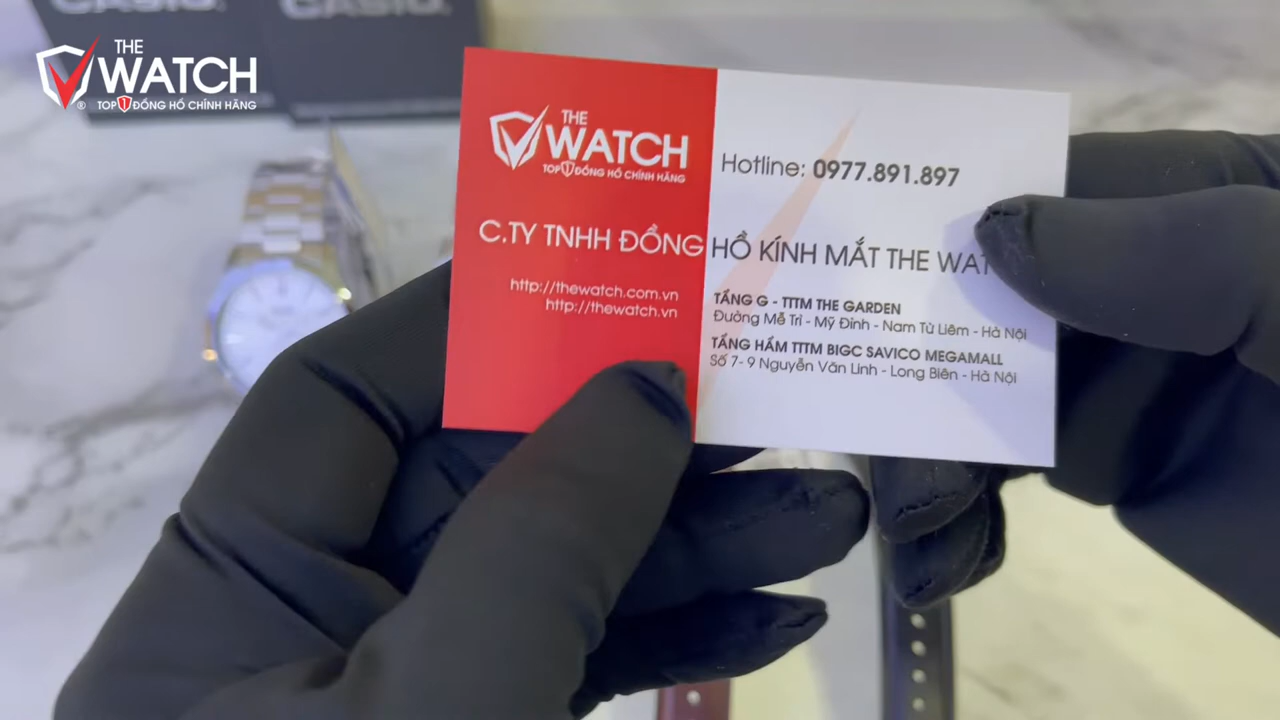 CASIO
CASIO
THE
WATCH
®
TOP 1 ĐỒNG HỒ CHÍNH HÃNG
THE
WATCH
TOP 1 ĐỒNG HỒ CHÍNH HÃNG
Hotline: 0977.891.897
C.TY TNHH ĐỒNG HỒ KÍNH MẮT THE WAT
http://thewatch.com.vn
http://thewatch.vn
TẦNG G - TTTM THE GARDEN
Đường Mễ Trì - Mỹ Đình - Nam Từ Liêm - Hà Nội
TẦNG HẦM TTTM BIGC SAVICO MEGAMALL
Số 7- 9 Nguyễn Văn Linh - Long Biên - Hà Nội